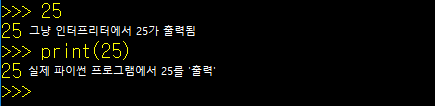 >>> 25
25 그냥 인터프리터에서 25가 출력됨
>>> print(25)
25 실제 파이썬 프로그램에서 25를 '출력'
>>>